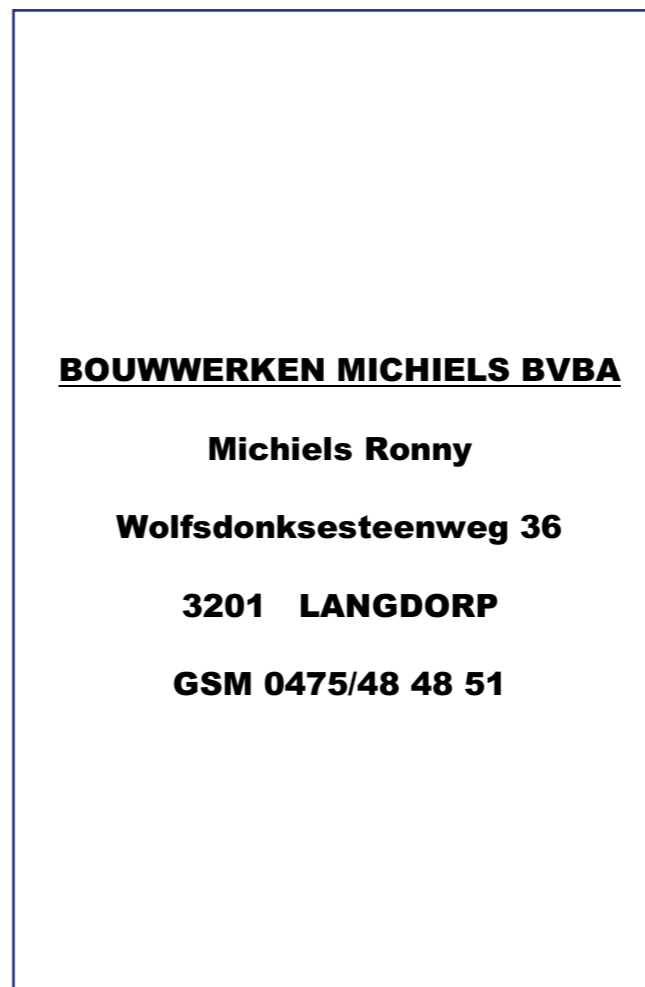 BOUWWERKEN MICHIELS BVBA
Michiels Ronny
Wolfsdonksesteenweg 36
3201 LANGDORP
GSM 0475/48 48 51